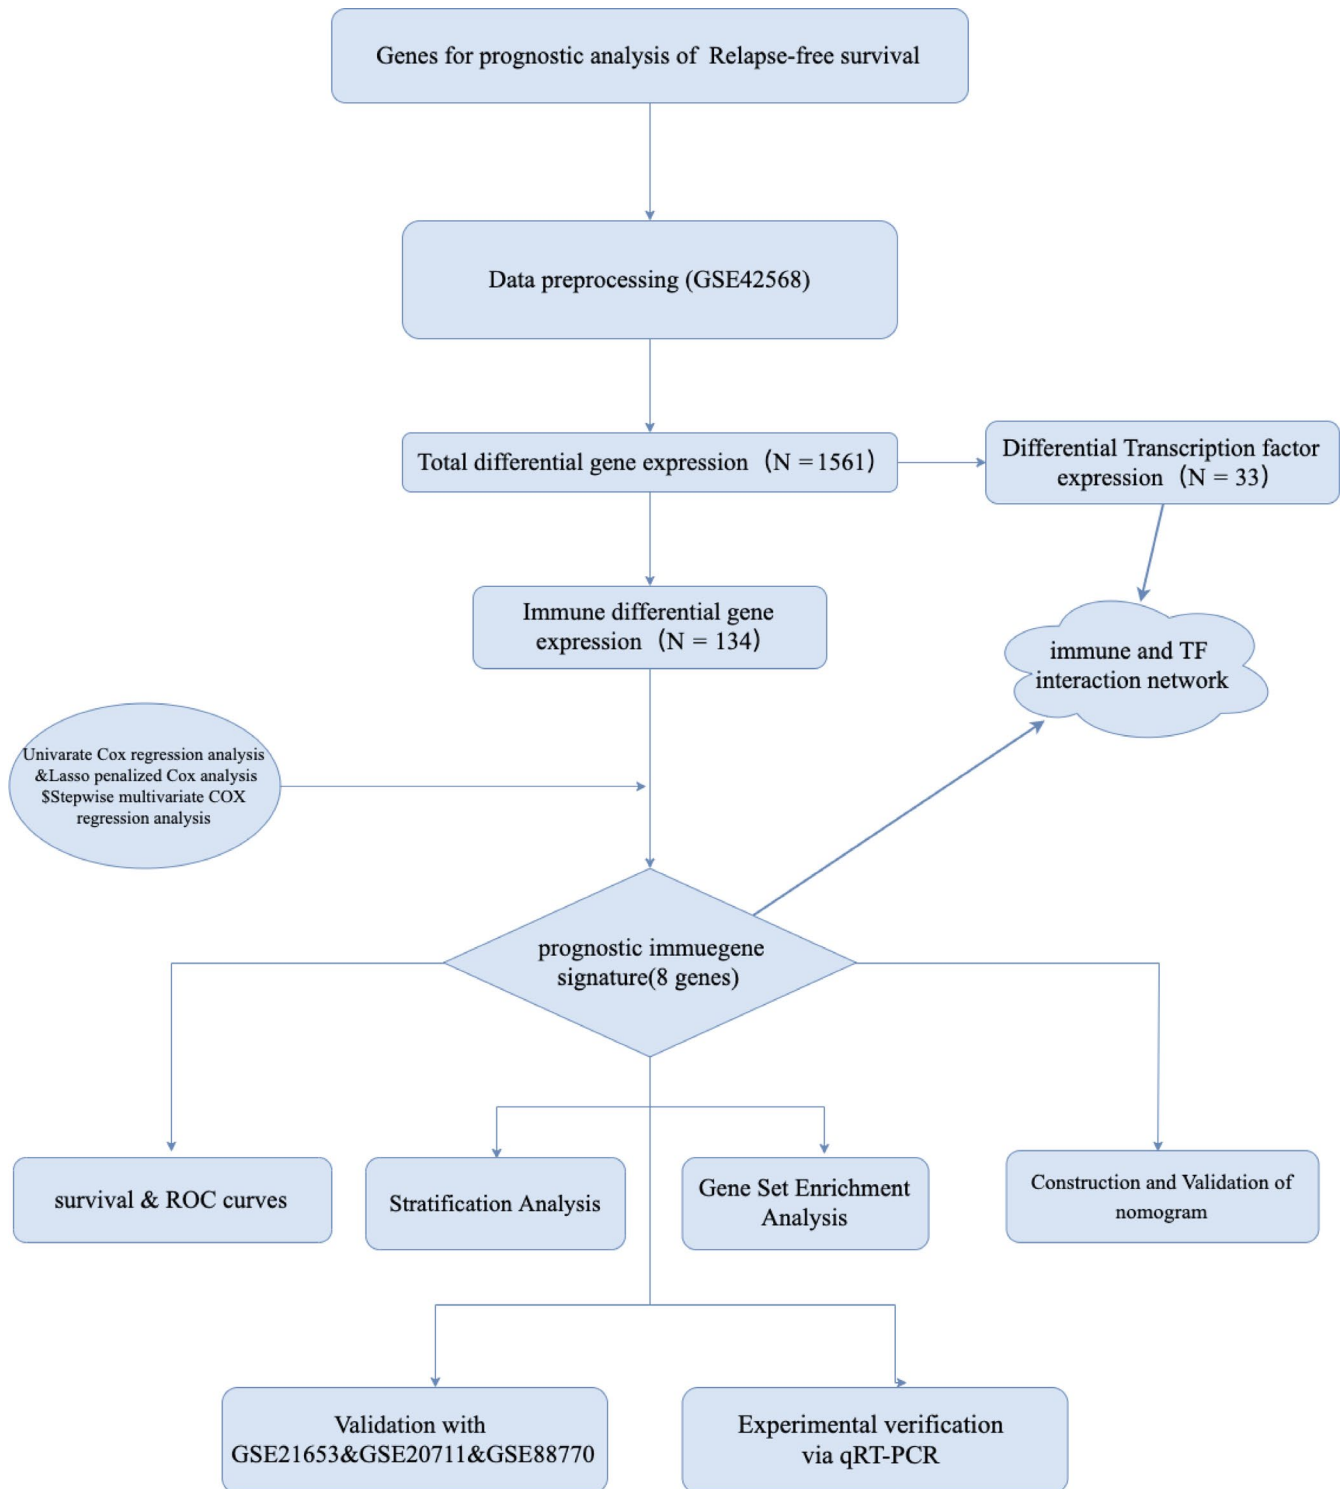 Genes for prognostic analysis of Relapse-free survival
Data preprocessing (GSE42568)
Total differential gene expression（N = 1561）
Differential Transcription factor
expression（N = 33）
Immune differential gene
expression（N = 134）
immune and TF
interaction network
Univarate Cox regression analysis
&Lasso penalized Cox analysis
$Stepwise multivariate COX
regression analysis
prognostic immuegene
signature(8 genes)
survival & ROC curves
Stratification Analysis
Gene Set Enrichment
Analysis
Construction and Validation of
nomogram
Validation with
GSE21653&GSE20711&GSE88770
Experimental verification
via qRT-PCR